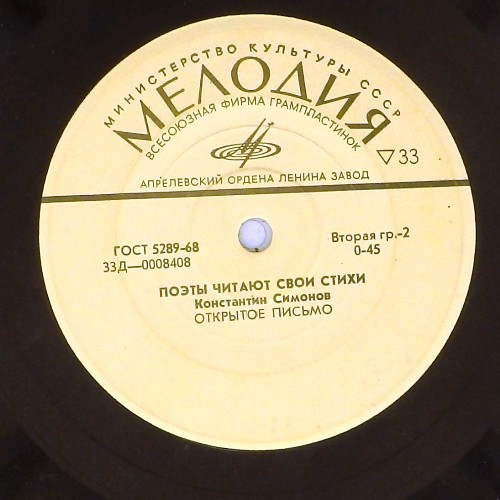 МИНИСТЕРСТВО КУЛЬТУРЫ СССР
МЕЛОДИЯ
ВСЕСОЮЗНАЯ ФИРМА ГРАМПЛАСТИНОК
▽33
АПРЕЛЕВСКИЙ ОРДЕНА ЛЕНИНА ЗАВОД
ГОСТ 5289-68
33Д—0008408
Вторая гр.-2
0-45
ПОЭТЫ ЧИТАЮТ СВОИ СТИХИ
Константин Симонов
ОТКРЫТОЕ ПИСЬМО